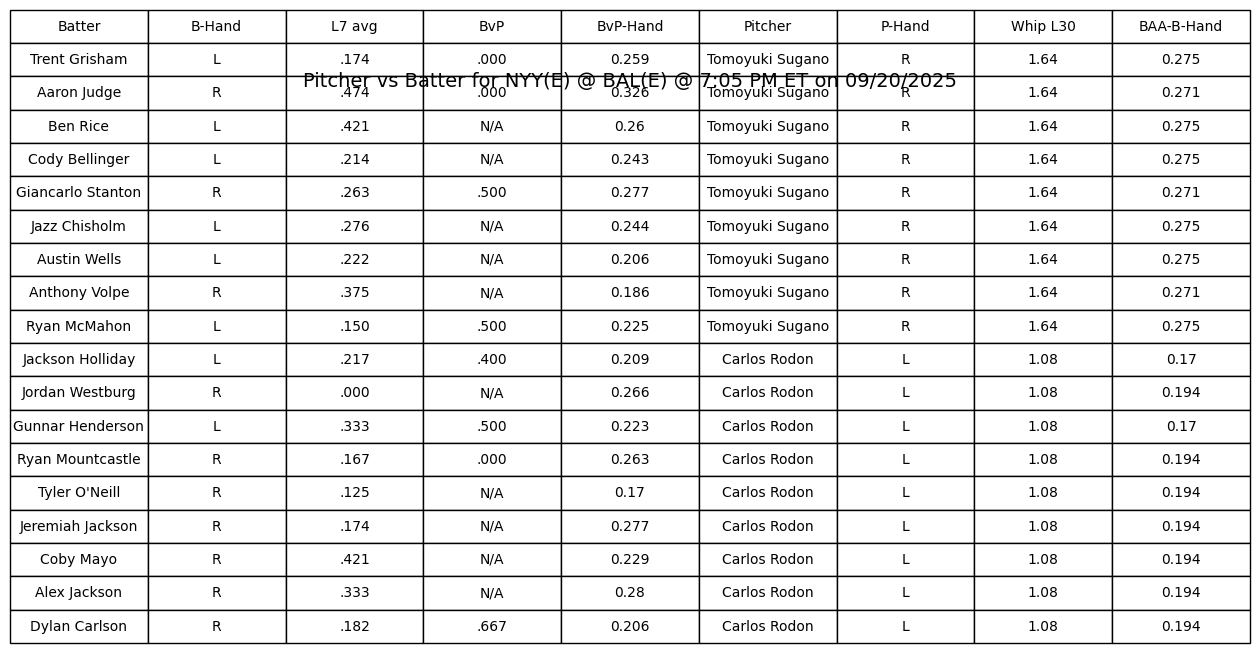 Batter B-Hand L7 avg BvP BvP-Hand Pitcher P-Hand Whip L30 BAA-B-Hand
Trent Grisham L .174 .000 0.259 Tomoyuki Sugano R 1.64 0.275
Pitcher vs Batter for NYY(E) @ BAL(E) @ 7:05 PM ET on 09/20/2025
Aaron Judge R .474 .000 0.326 Tomoyuki Sugano R 1.64 0.271
Ben Rice L .421 N/A 0.26 Tomoyuki Sugano R 1.64 0.275
Cody Bellinger L .214 N/A 0.243 Tomoyuki Sugano R 1.64 0.275
Giancarlo Stanton R .263 .500 0.277 Tomoyuki Sugano R 1.64 0.271
Jazz Chisholm L .276 N/A 0.244 Tomoyuki Sugano R 1.64 0.275
Austin Wells L .222 N/A 0.206 Tomoyuki Sugano R 1.64 0.275
Anthony Volpe R .375 N/A 0.186 Tomoyuki Sugano R 1.64 0.271
Ryan McMahon L .150 .500 0.225 Tomoyuki Sugano R 1.64 0.275
Jackson Holliday L .217 .400 0.209 Carlos Rodon L 1.08 0.17
Jordan Westburg R .000 N/A 0.266 Carlos Rodon L 1.08 0.194
Gunnar Henderson L .333 .500 0.223 Carlos Rodon L 1.08 0.17
Ryan Mountcastle R .167 .000 0.263 Carlos Rodon L 1.08 0.194
Tyler O'Neill R .125 N/A 0.17 Carlos Rodon L 1.08 0.194
Jeremiah Jackson R .174 N/A 0.277 Carlos Rodon L 1.08 0.194
Coby Mayo R .421 N/A 0.229 Carlos Rodon L 1.08 0.194
Alex Jackson R .333 N/A 0.28 Carlos Rodon L 1.08 0.194
Dylan Carlson R .182 .667 0.206 Carlos Rodon L 1.08 0.194